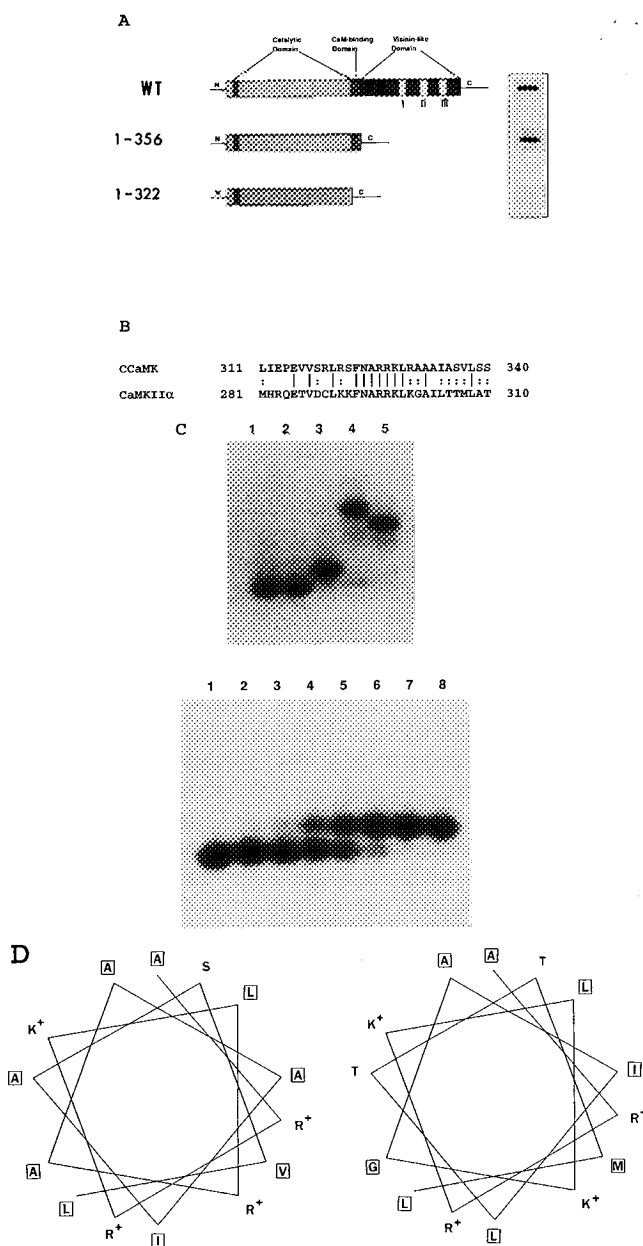 A
Catalytic Domain CaM-binding Domain Visinin-like Domain
WT N C
I II III
1-356 N C
1-322 N C
B
CCaMK 311 LIEPEVVSRLRSFNARRKLRAAAIASVLSS 340
CaMKIIα 281 MHRQETVDCLKKFNARRKLKGAILTTMLAT 310
C
1 2 3 4 5
1 2 3 4 5 6 7 8
D
A A S A A T
L L
K+ K+
A A T I
R+
A V G M
L R+ L K+
R+ I R+ L